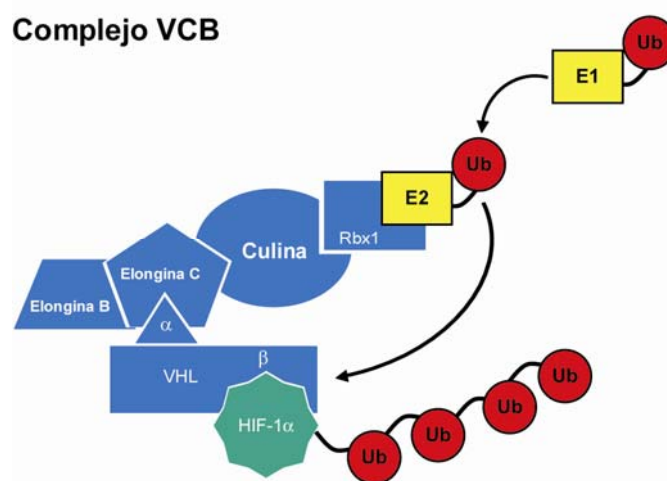 Complejo VCB
Ub
E1
Ub
E2
Rbx1
Culina
Elongina C
Elongina B
α
β
VHL
HIF-1α
Ub
Ub
Ub
Ub